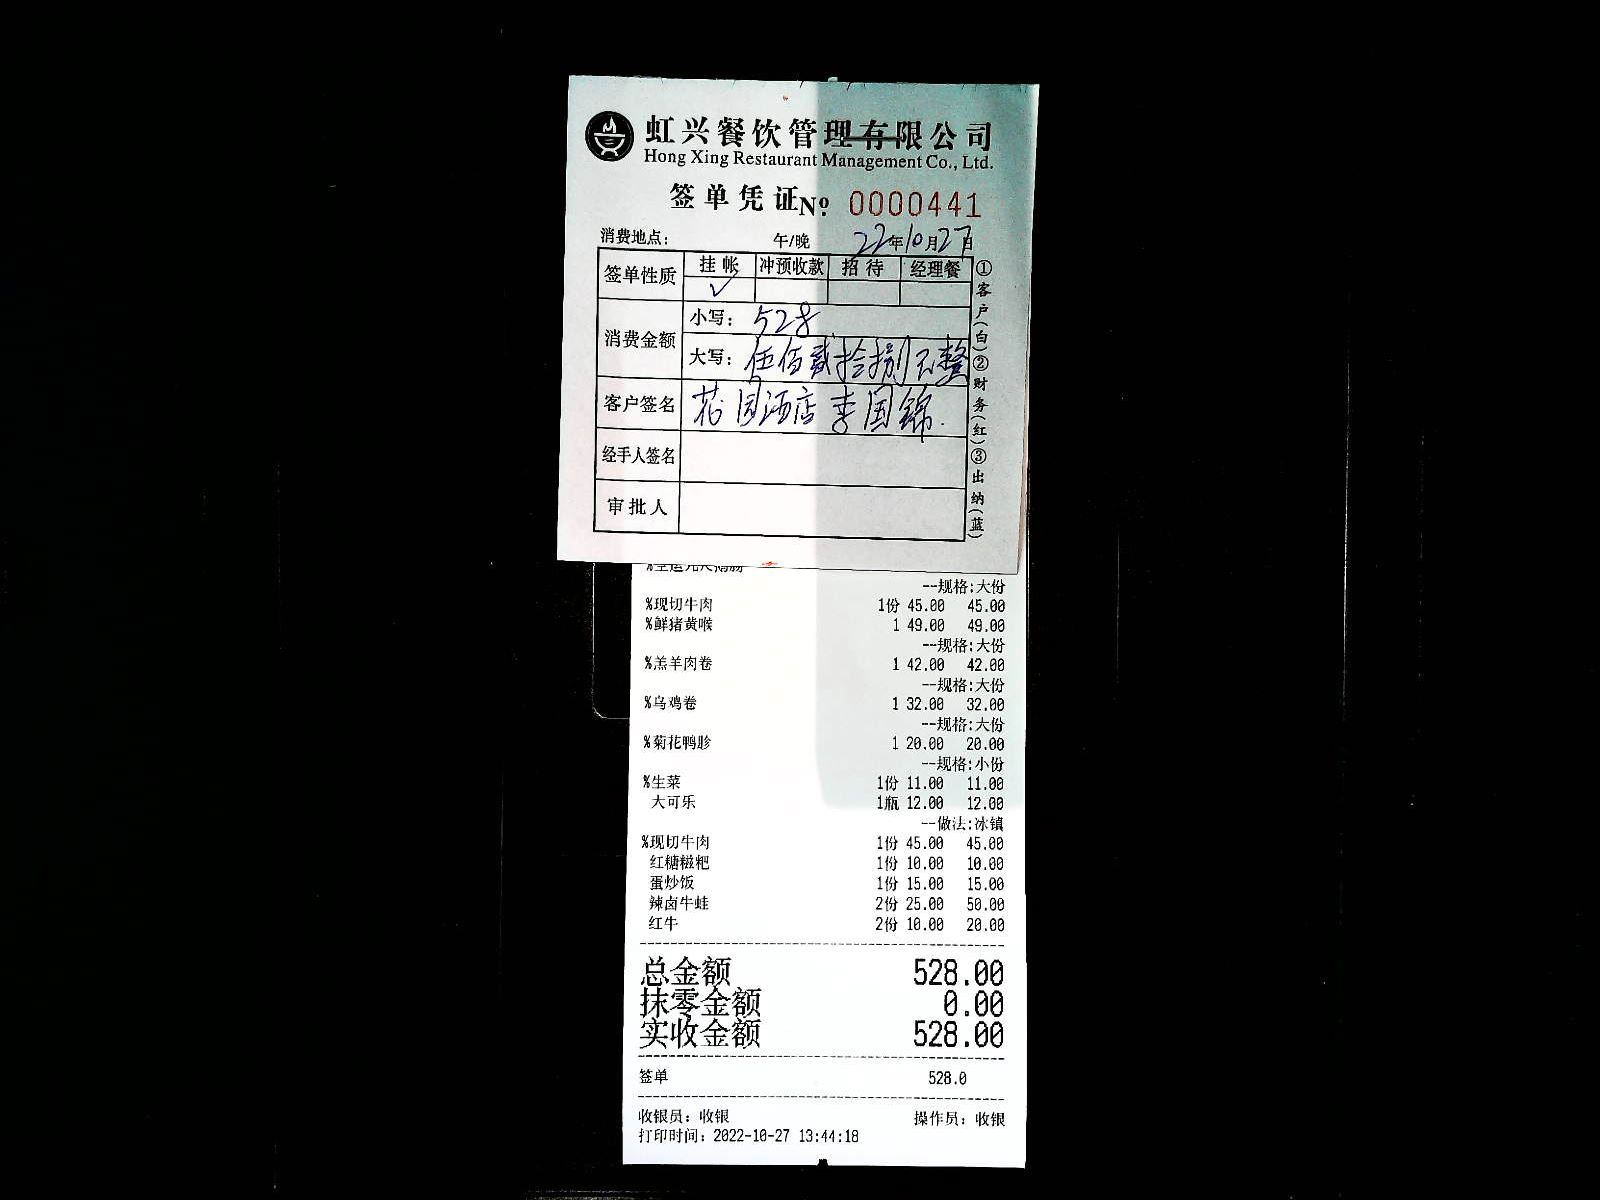 虹兴餐饮管理有限公司
Hong Xing Restaurant Management Co., Ltd.
签单凭证 № 0000441
消费地点: 午/晚 22年10月27日
签单性质 挂帐 冲预收款 招待 经理餐
✓
消费金额 小写: 528
大写: 伍佰贰拾捌元整
客户签名 花园酒店 李国锦.
经手人签名
审批人
①客户(白)②财务(红)③出纳(蓝)
--规格:大份
%现切牛肉 1份 45.00 45.00
%鲜猪黄喉 1 49.00 49.00
--规格:大份
%羔羊肉卷 1 42.00 42.00
--规格:大份
%乌鸡卷 1 32.00 32.00
--规格:大份
%菊花鸭胗 1 20.00 20.00
--规格:小份
%生菜 1份 11.00 11.00
大可乐 1瓶 12.00 12.00
--做法:冰镇
%现切牛肉 1份 45.00 45.00
红糖糍粑 1份 10.00 10.00
蛋炒饭 1份 15.00 15.00
辣卤牛蛙 2份 25.00 50.00
红牛 2份 10.00 20.00
总金额 528.00
抹零金额 0.00
实收金额 528.00
签单 528.0
收银员: 收银 操作员: 收银
打印时间: 2022-10-27 13:44:18